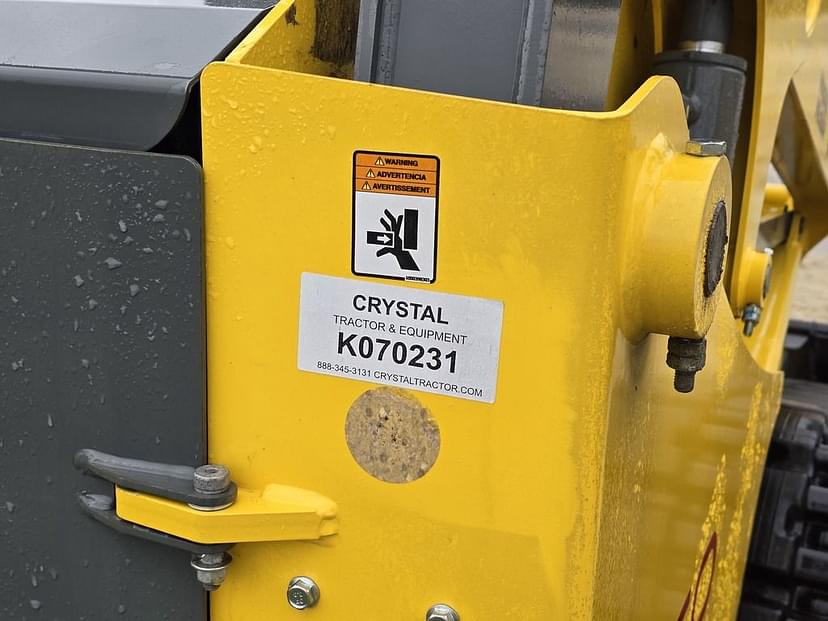 WARNING
ADVERTENCIA
AVERTISSEMENT
CRYSTAL
TRACTOR & EQUIPMENT
K070231
888-345-3131 CRYSTALTRACTOR.COM